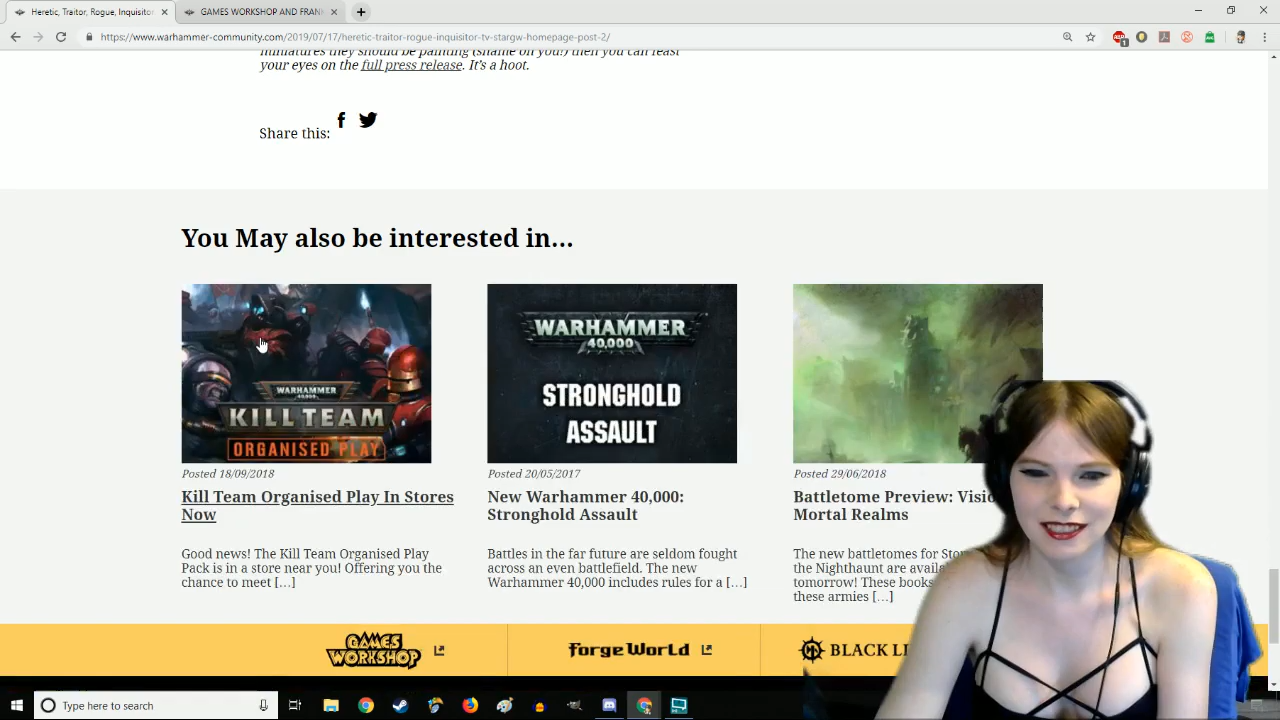 Heretic, Traitor, Rogue, Inquisitor
GAMES WORKSHOP AND FRAN
https://www.warhammer-community.com/2019/07/17/heretic-traitor-rogue-inquisitor-tv-stargw-homepage-post-2/
1
miniatures they should be painting (shame on you!) then you can feast
your eyes on the full press release. It's a hoot.
Share this:
You May also be interested in...
WARHAMMER
40,000
KILL TEAM
ORGANISED PLAY
WARHAMMER
40,000
STRONGHOLD
ASSAULT
Posted 18/09/2018
Posted 20/05/2017
Posted 29/06/2018
Kill Team Organised Play In Stores
Now
New Warhammer 40,000:
Stronghold Assault
Battletome Preview:
Mortal Realms
Good news! The Kill Team Organised Play
Pack is in a store near you! Offering you the
chance to meet [...]
Battles in the far future are seldom fought
across an even battlefield. The new
Warhammer 40,000 includes rules for a [...]
The new battletomes for
the Nighthaunt are
tomorrow! These books
these armies [...]
GAMES
WORKSHOP
Forge World
BLACK
Type here to search